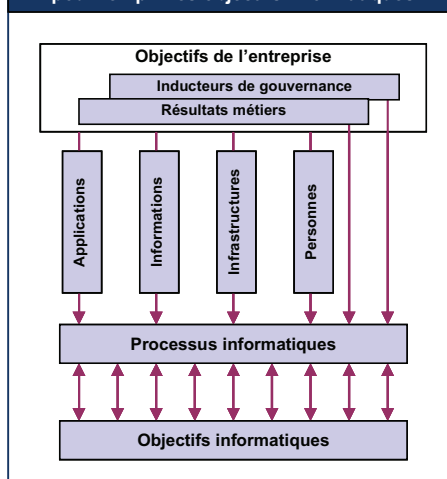 Objectifs de l'entreprise
Inducteurs de gouvernance
Résultats métiers
Applications
Informations
Infrastructures
Personnes
Processus informatiques
Objectifs informatiques